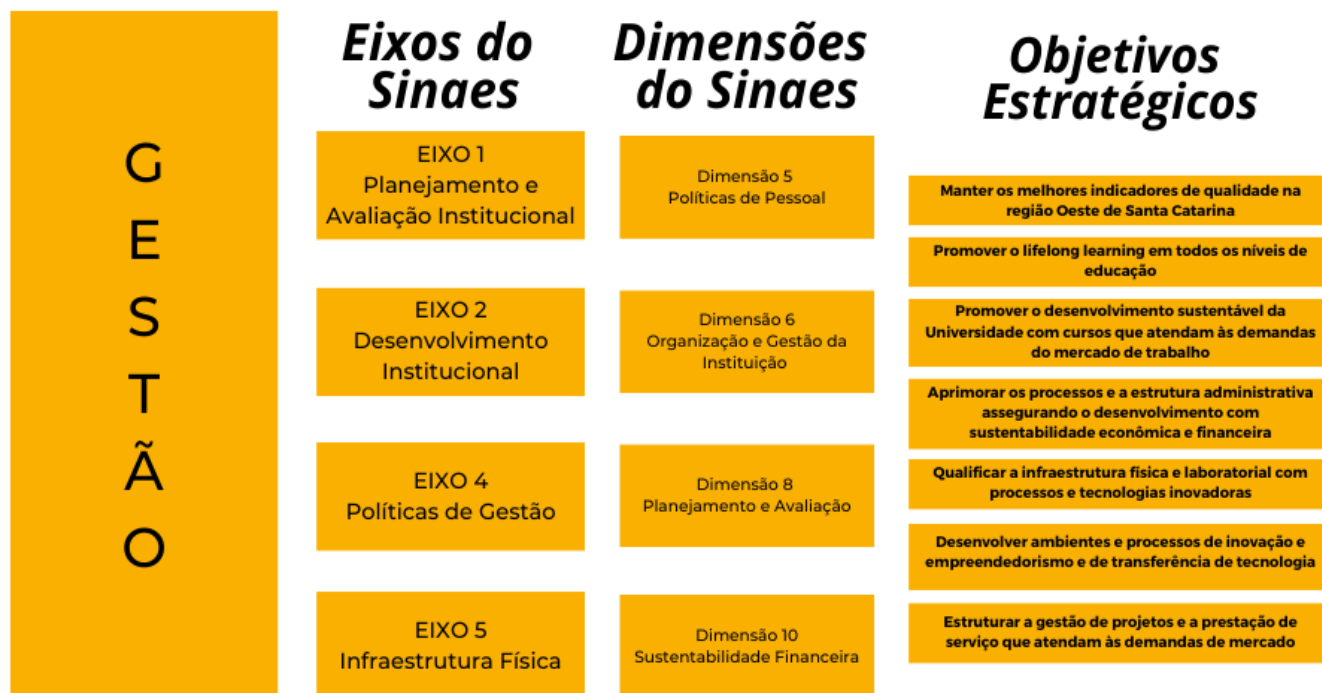 GESTÃO
Eixos do
Sinaes
EIXO 1
Planejamento e
Avaliação Institucional
EIXO 2
Desenvolvimento
Institucional
EIXO 4
Políticas de Gestão
EIXO 5
Infraestrutura Física
Dimensões
do Sinaes
Dimensão 5
Políticas de Pessoal
Dimensão 6
Organização e Gestão da
Instituição
Dimensão 8
Planejamento e Avaliação
Dimensão 10
Sustentabilidade Financeira
Objetivos
Estratégicos
Manter os melhores indicadores de qualidade na
região Oeste de Santa Catarina
Promover o lifelong learning em todos os níveis de
educação
Promover o desenvolvimento sustentável da
Universidade com cursos que atendam às demandas
do mercado de trabalho
Aprimorar os processos e a estrutura administrativa
assegurando o desenvolvimento com
sustentabilidade econômica e financeira
Qualificar a infraestrutura física e laboratorial com
processos e tecnologias inovadoras
Desenvolver ambientes e processos de inovação e
empreendedorismo e de transferência de tecnologia
Estruturar a gestão de projetos e a prestação de
serviço que atendam às demandas de mercado